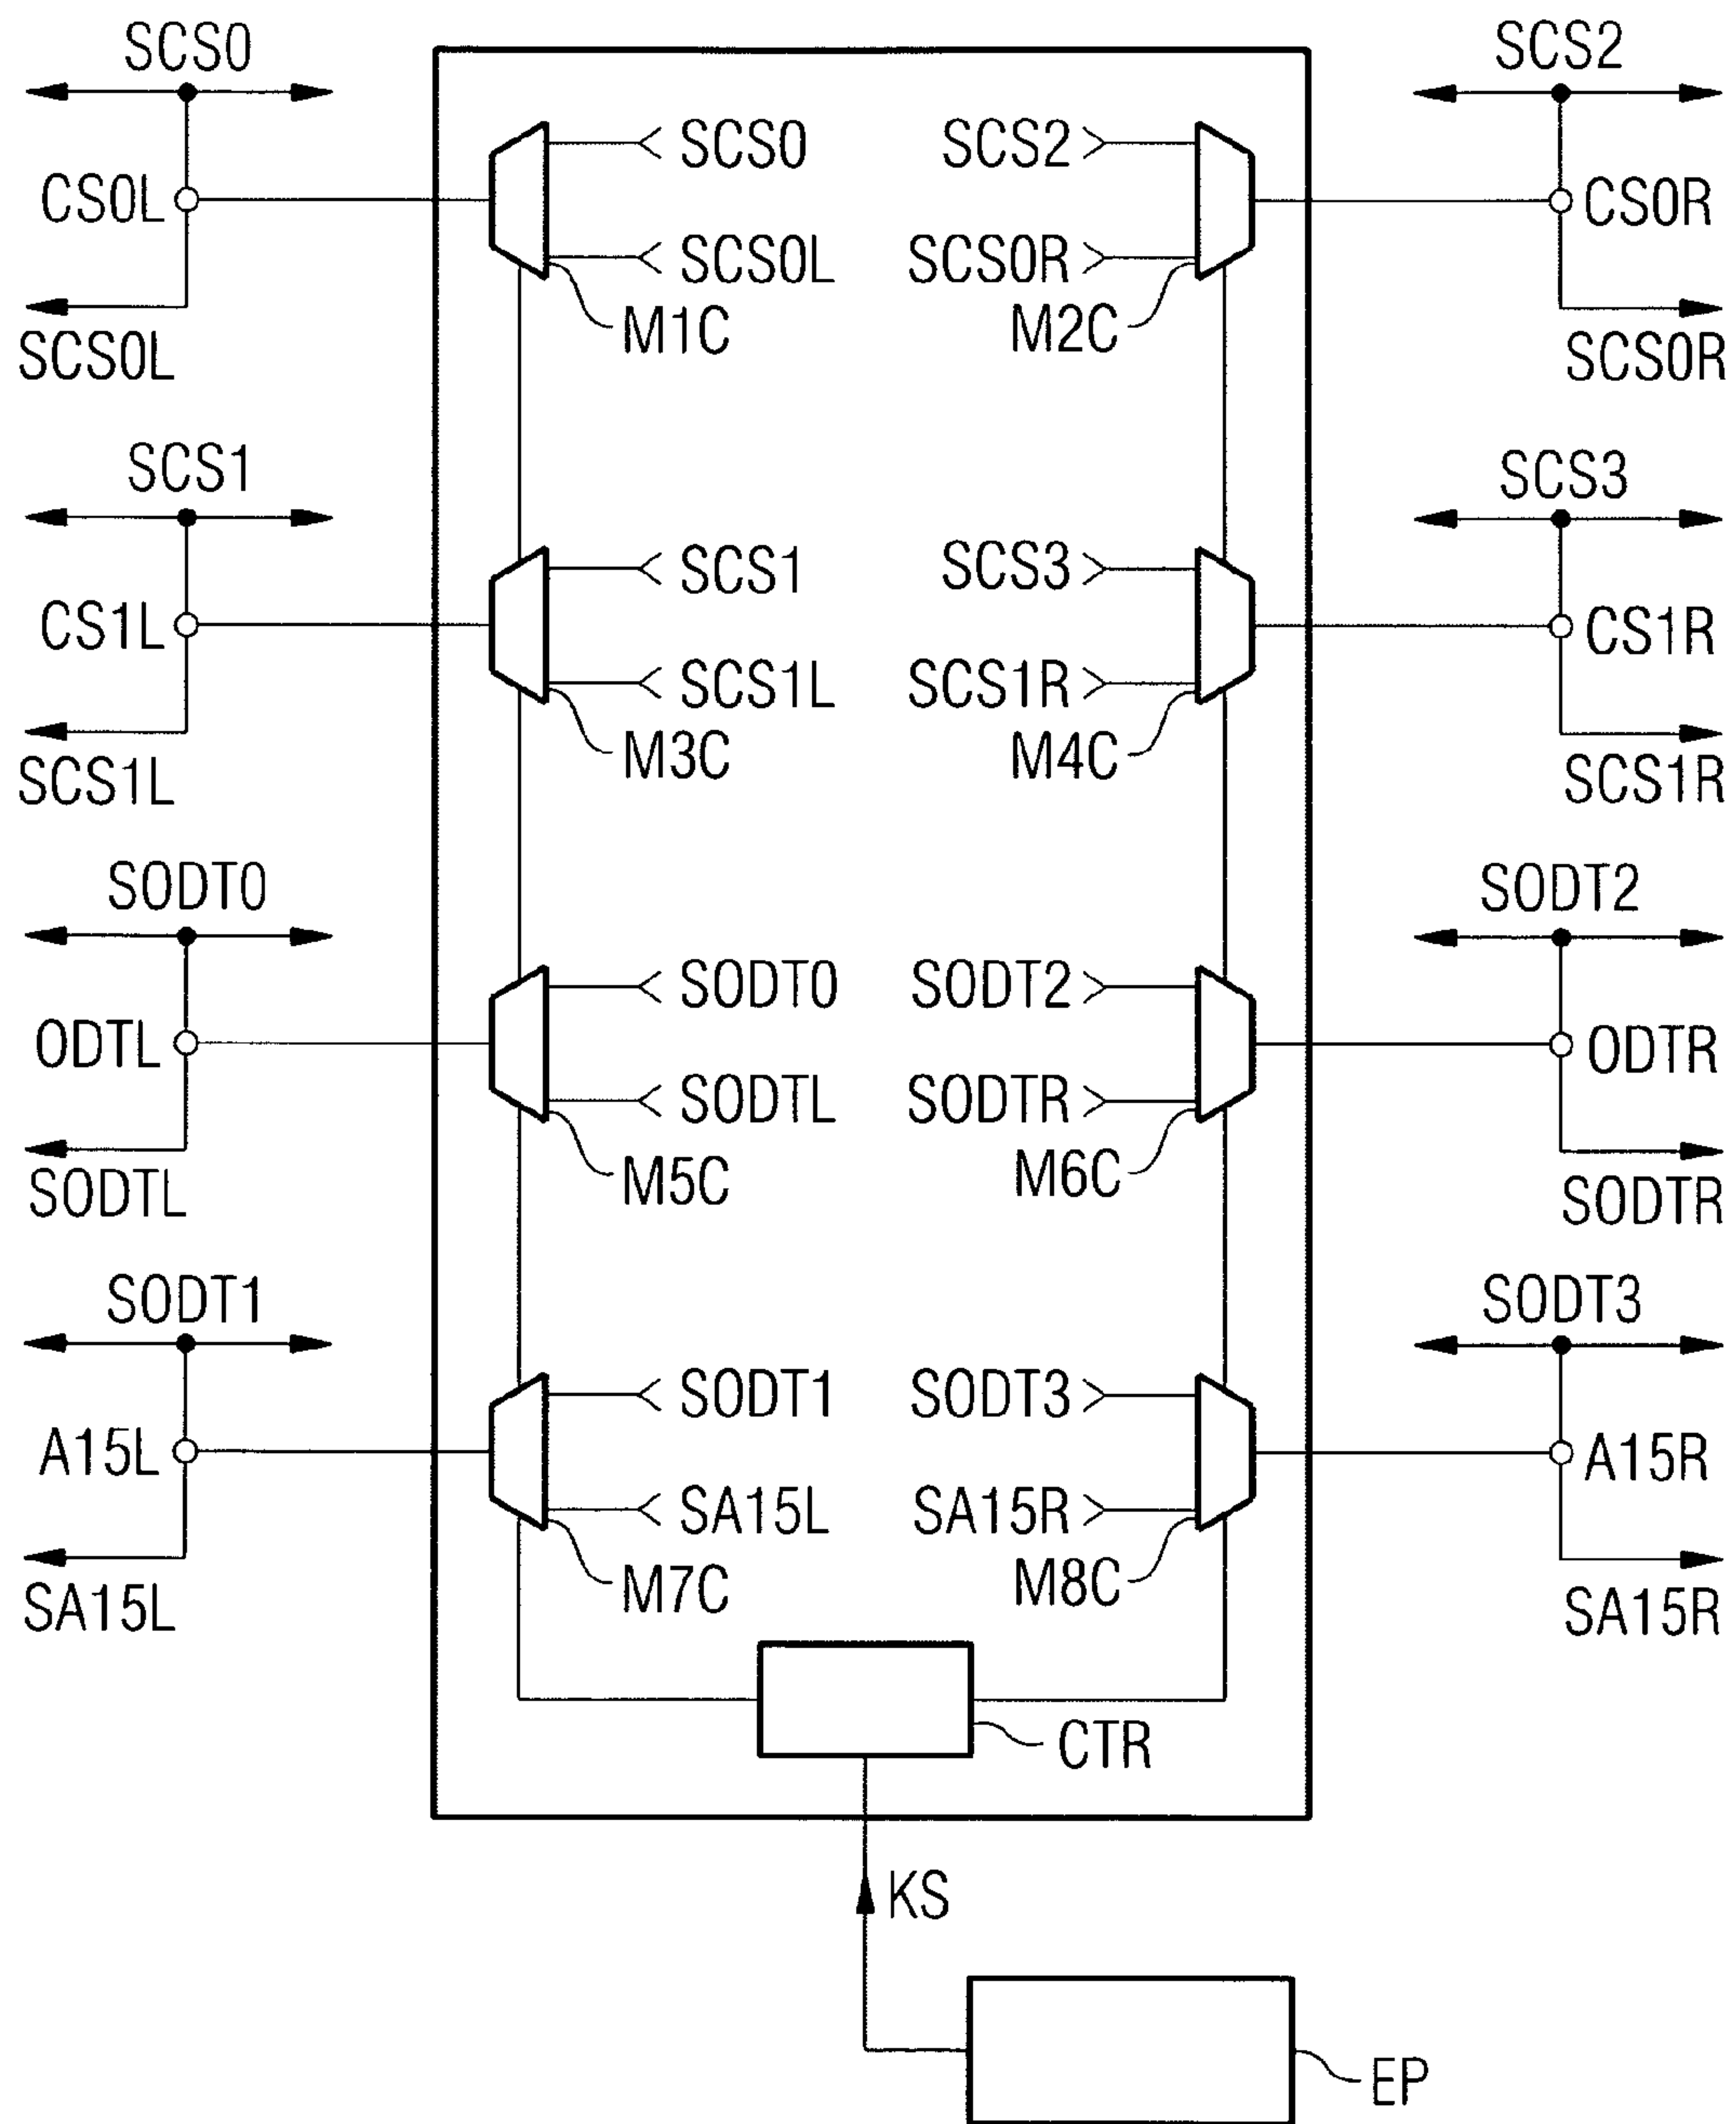 SCS0
SCS2
SCS0
SCS2
CS0L
CS0R
SCS0L
SCS0R
M1C
M2C
SCS0L
SCS0R
SCS1
SCS3
SCS1
SCS3
CS1L
CS1R
SCS1L
SCS1R
M3C
M4C
SCS1L
SCS1R
SODT0
SODT2
SODT0
SODT2
ODTL
ODTR
SODTL
SODTR
M5C
M6C
SODTL
SODTR
SODT1
SODT3
SODT1
SODT3
A15L
A15R
SA15L
SA15R
M7C
M8C
SA15L
SA15R
CTR
KS
EP